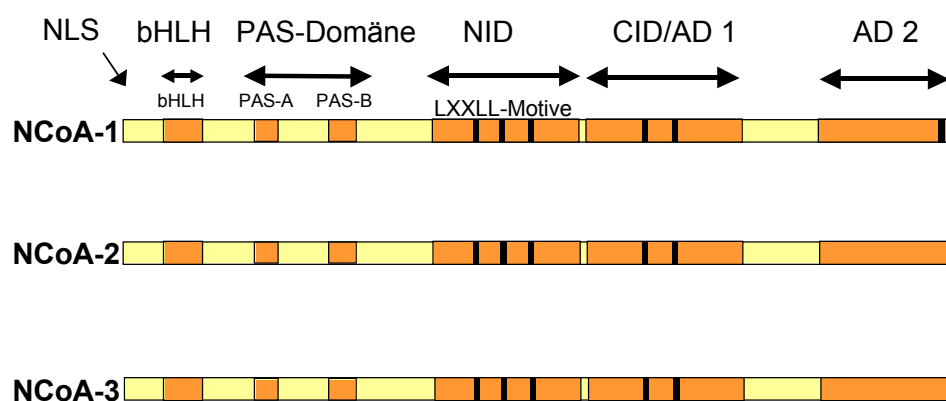 NLS bHLH PAS-Domäne NID CID/AD 1 AD 2
bHLH PAS-A PAS-B LXXLL-Motive
NCoA-1
NCoA-2
NCoA-3